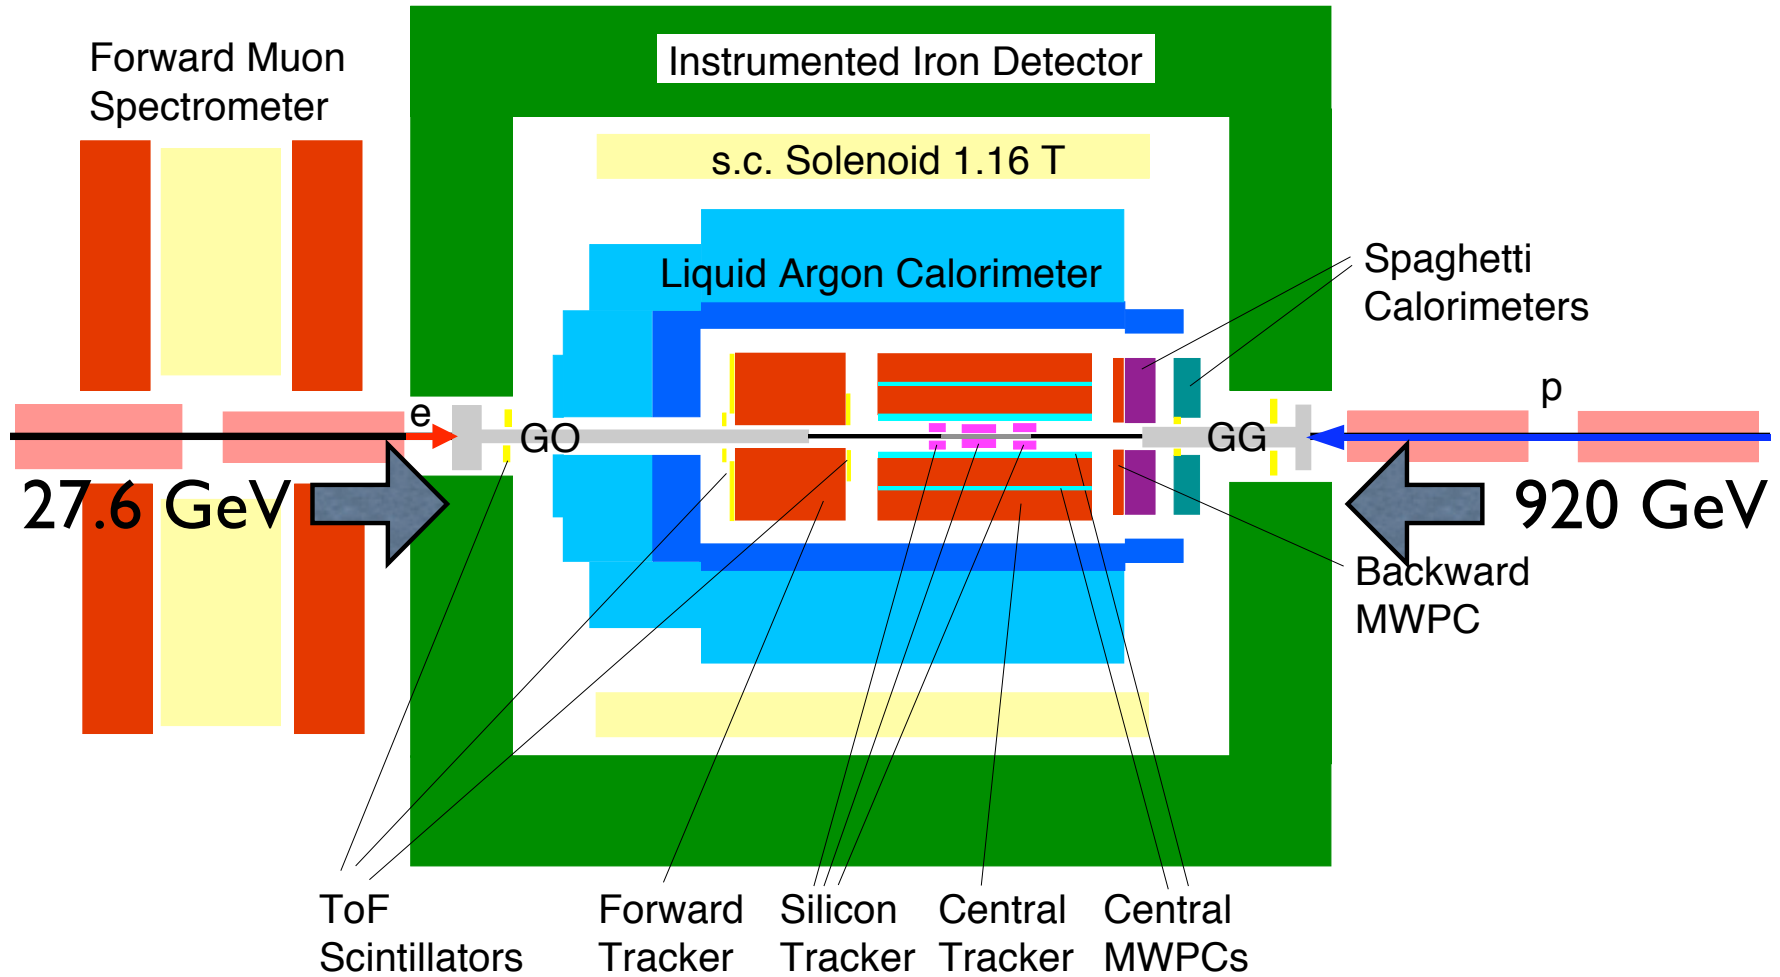 Forward Muon
Spectrometer
Instrumented Iron Detector
s.c. Solenoid 1.16 T
Liquid Argon Calorimeter
Spaghetti
Calorimeters
e
p
GO
GG
27.6 GeV
920 GeV
Backward
MWPC
ToF
Scintillators
Forward
Tracker
Silicon
Tracker
Central
Tracker
Central
MWPCs